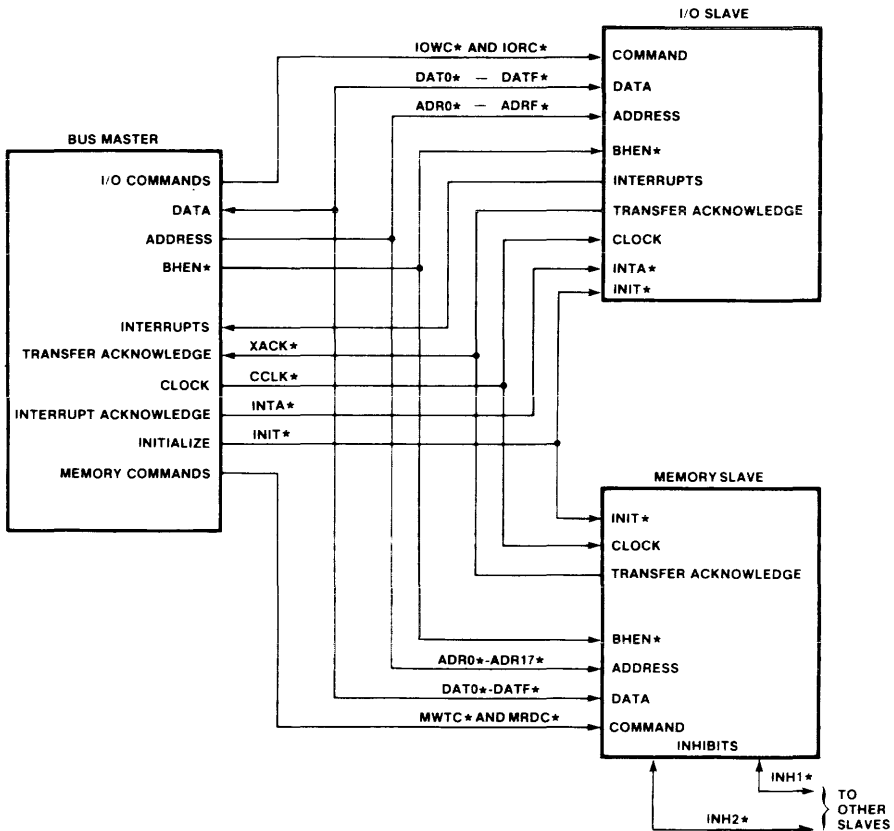 I/O SLAVE
IOWC* AND IORC*
COMMAND
DAT0* — DATF*
DATA
ADR0* — ADRF*
ADDRESS
BUS MASTER
BHEN*
I/O COMMANDS
INTERRUPTS
DATA
TRANSFER ACKNOWLEDGE
ADDRESS
CLOCK
BHEN*
INTA*
INIT*
INTERRUPTS
XACK*
TRANSFER ACKNOWLEDGE
CCLK*
CLOCK
INTA*
INTERRUPT ACKNOWLEDGE
INIT*
INITIALIZE
MEMORY COMMANDS
MEMORY SLAVE
INIT*
CLOCK
TRANSFER ACKNOWLEDGE
BHEN*
ADR0*-ADR17*
ADDRESS
DAT0*-DATF*
DATA
MWTC* AND MRDC*
COMMAND
INHIBITS
INH1*
INH2*
TO
OTHER
SLAVES